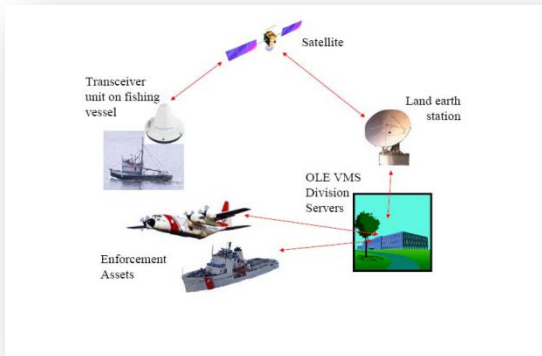 Satellite
Transceiver
unit on fishing
vessel
Land earth
station
OLE VMS
Division
Servers
Enforcement
Assets